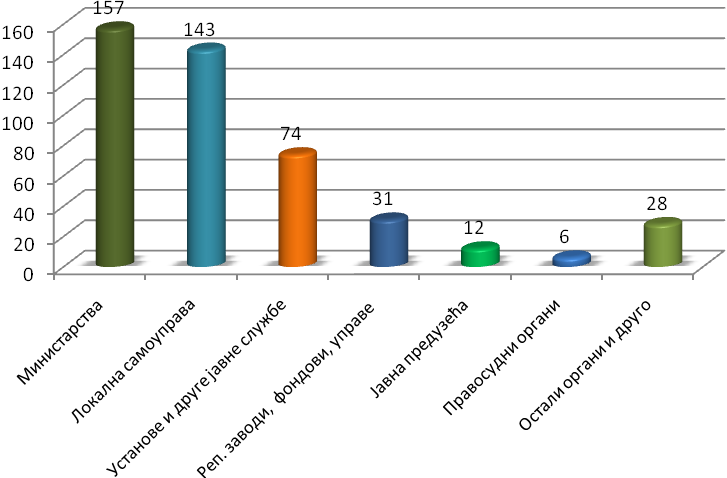 157
143
74
31
12
6
28
160
140
120
100
80
60
40
20
0
Министарства
Локална самоуправа
Установе и друге јавне службе
Реп. заводи, фондови, управе
Јавна предузећа
Правосудни органи
Остали органи и друго